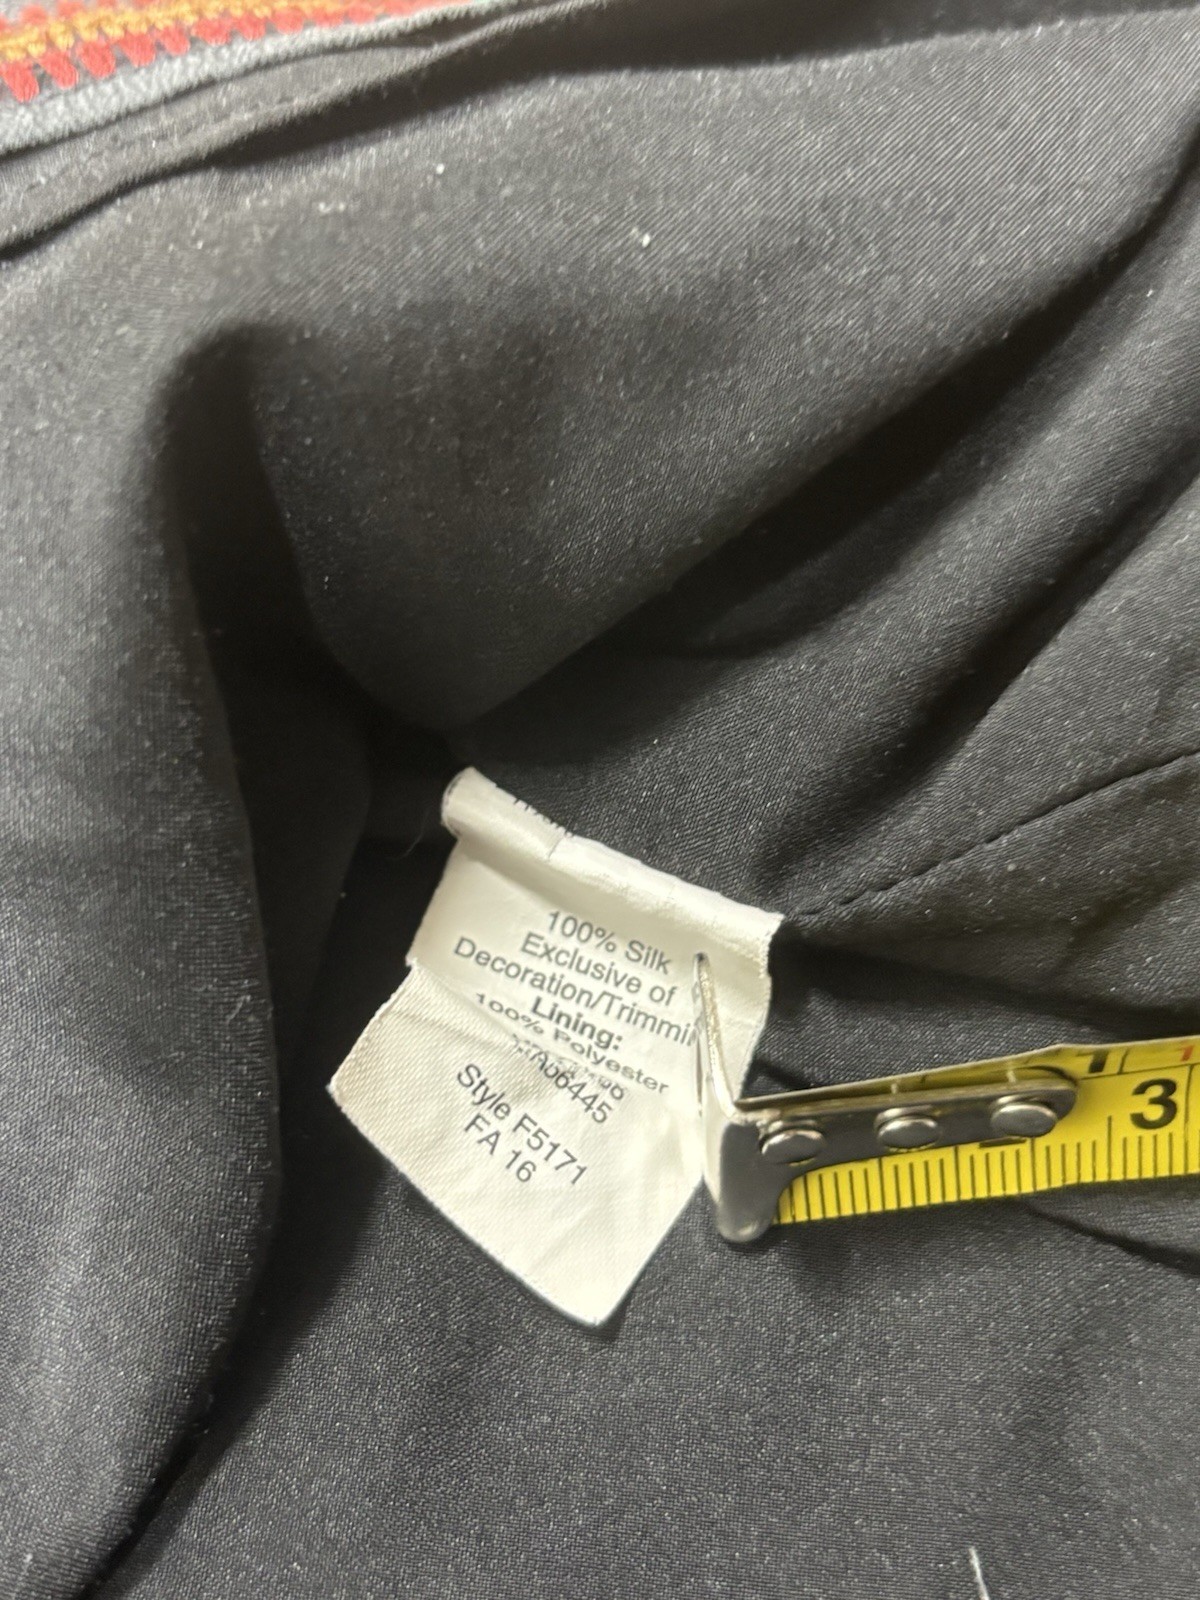 100% Silk
Exclusive of
Decoration/Trimmi
Lining:
100% Polyester
Style F5171
FA 16
3